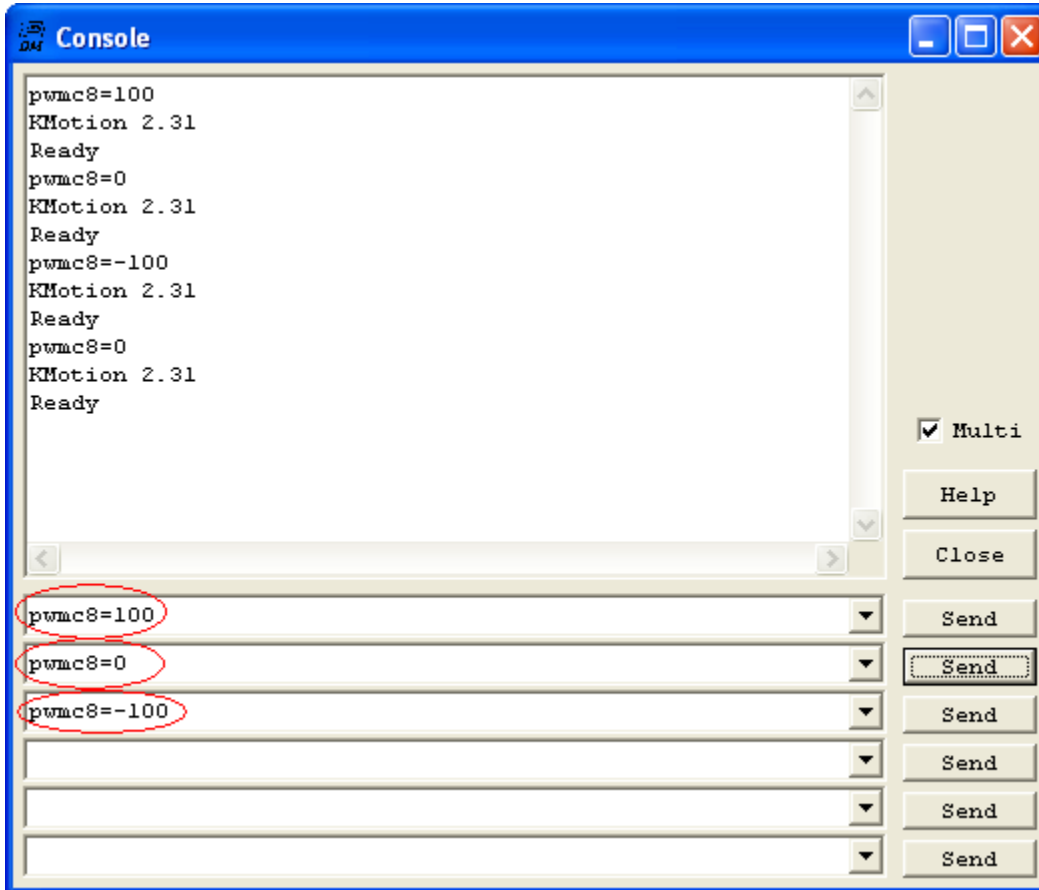 Console
pwmc8=100
KMotion 2.31
Ready
pwmc8=0
KMotion 2.31
Ready
pwmc8=-100
KMotion 2.31
Ready
pwmc8=0
KMotion 2.31
Ready
Multi
Help
Close
pwmc8=100
Send
pwmc8=0
Send
pwmc8=-100
Send
Send
Send
Send